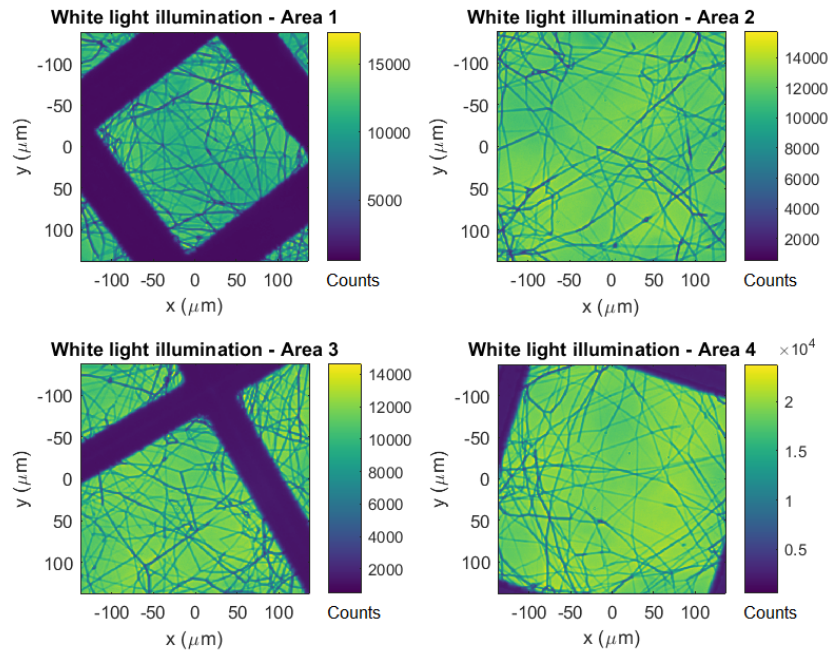 White light illumination - Area 1
-100
-50
0
50
100
y (μm)
-100 -50 0 50 100
x (μm)
15000
10000
5000
Counts
White light illumination - Area 2
-100
-50
0
50
100
y (μm)
-100 -50 0 50 100
x (μm)
14000
12000
10000
8000
6000
4000
2000
Counts
White light illumination - Area 3
-100
-50
0
50
100
y (μm)
-100 -50 0 50 100
x (μm)
14000
12000
10000
8000
6000
4000
2000
Counts
White light illumination - Area 4
×10⁴
-100
-50
0
50
100
y (μm)
-100 -50 0 50 100
x (μm)
2
1.5
1
0.5
Counts